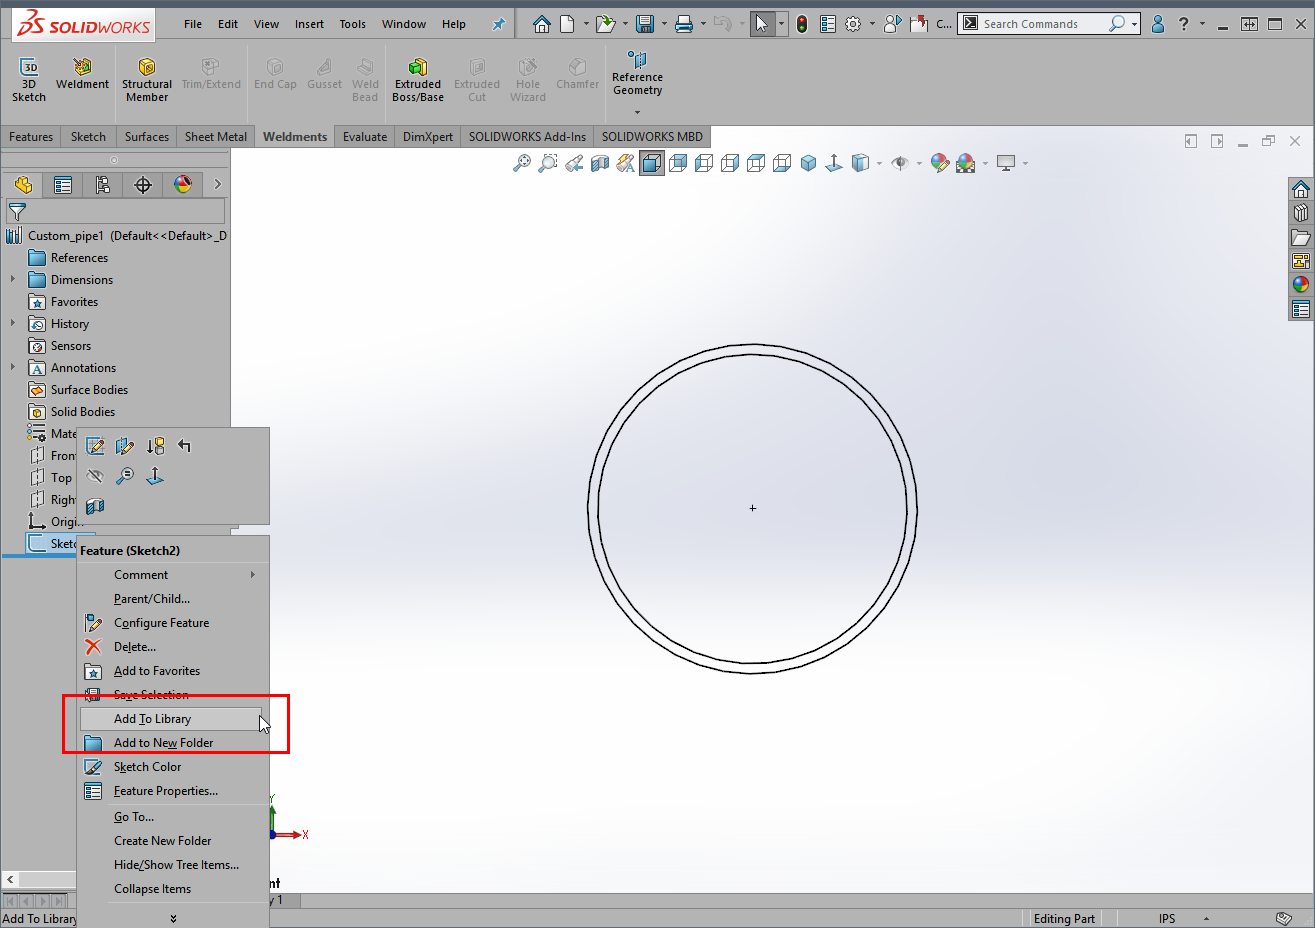 SOLIDWORKS
File Edit View Insert Tools Window Help
C...
Search Commands
?
3D Sketch
Weldment
Structural Member
Trim/Extend
End Cap
Gusset
Weld Bead
Extruded Boss/Base
Extruded Cut
Hole Wizard
Chamfer
Reference Geometry
Features Sketch Surfaces Sheet Metal Weldments Evaluate DimXpert SOLIDWORKS Add-Ins SOLIDWORKS MBD
Custom_pipe1 (Default<<Default>_D
References
Dimensions
Favorites
History
Sensors
Annotations
Surface Bodies
Solid Bodies
Mate
Fron
Top
Righ
Origi
Sketc
Feature (Sketch2)
Comment
Parent/Child...
Configure Feature
Delete...
Add to Favorites
Save Selection
Add To Library
Add to New Folder
Sketch Color
Feature Properties...
Go To...
Create New Folder
Hide/Show Tree Items...
Collapse Items
Y
X
nt
y 1
Add To Library
Editing Part
IPS